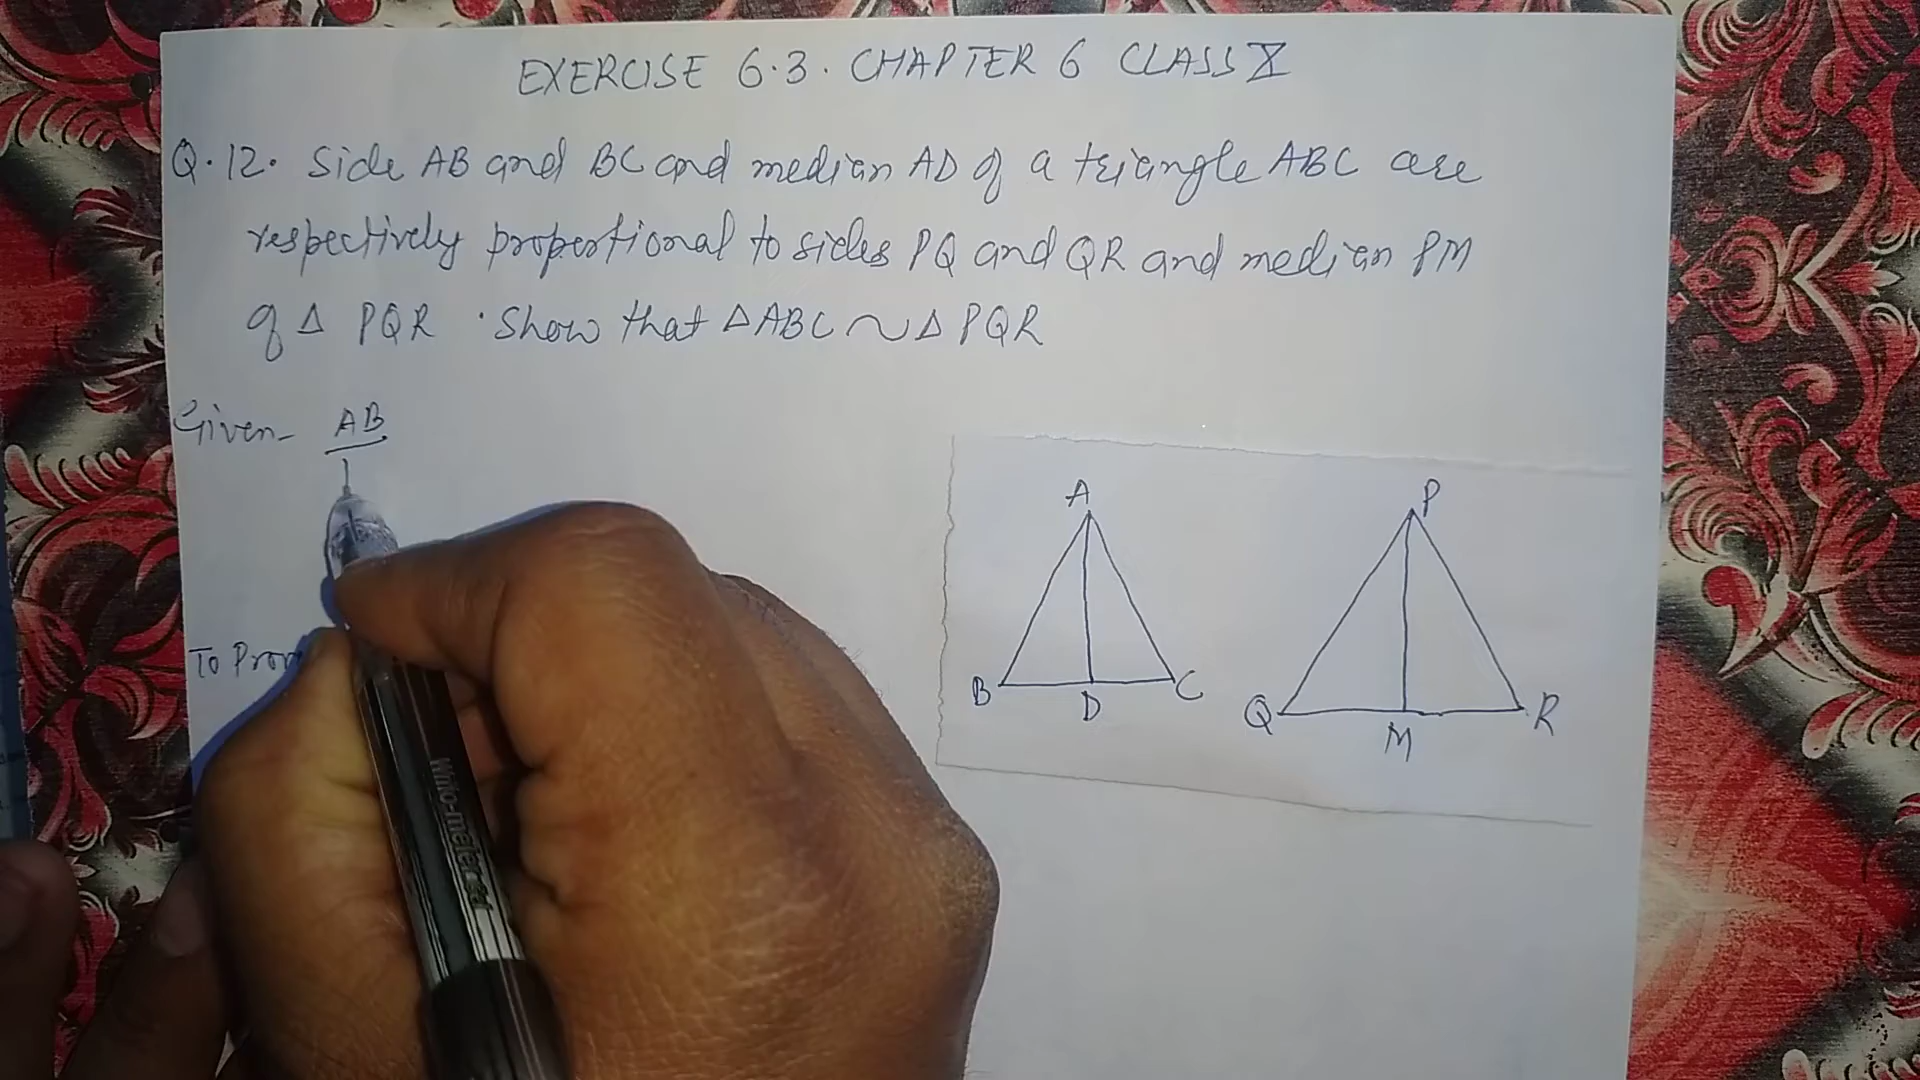 EXERCISE 6.3. CHAPTER 6 CLASS X
Q.12. Side AB and BC and median AD of a triangle ABC are
respectively proportional to sides PQ and QR and median PM
of Δ PQR . Show that ΔABC ~ Δ PQR
Given- AB
A P
To Prov
B D C Q M R